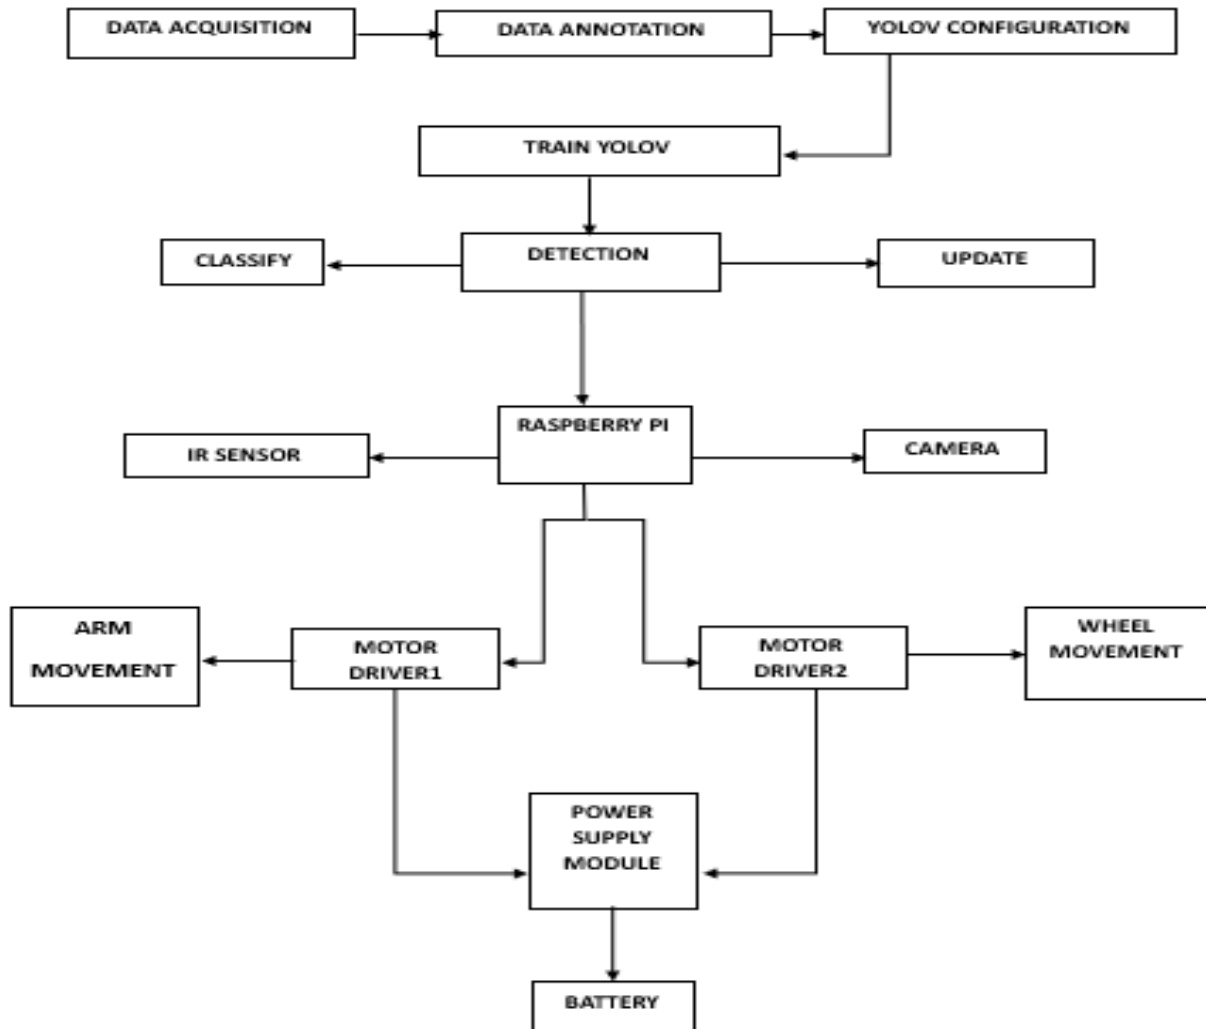 DATA ACQUISITION
DATA ANNOTATION
YOLOV CONFIGURATION
TRAIN YOLOV
CLASSIFY
DETECTION
UPDATE
RASPBERRY PI
IR SENSOR
CAMERA
ARM
MOVEMENT
MOTOR
DRIVER1
MOTOR
DRIVER2
WHEEL
MOVEMENT
POWER
SUPPLY
MODULE
BATTERY